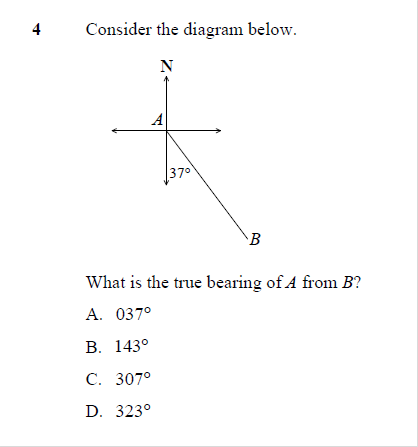 4 Consider the diagram below.
N
A
37°
B
What is the true bearing of A from B?
A. 037°
B. 143°
C. 307°
D. 323°